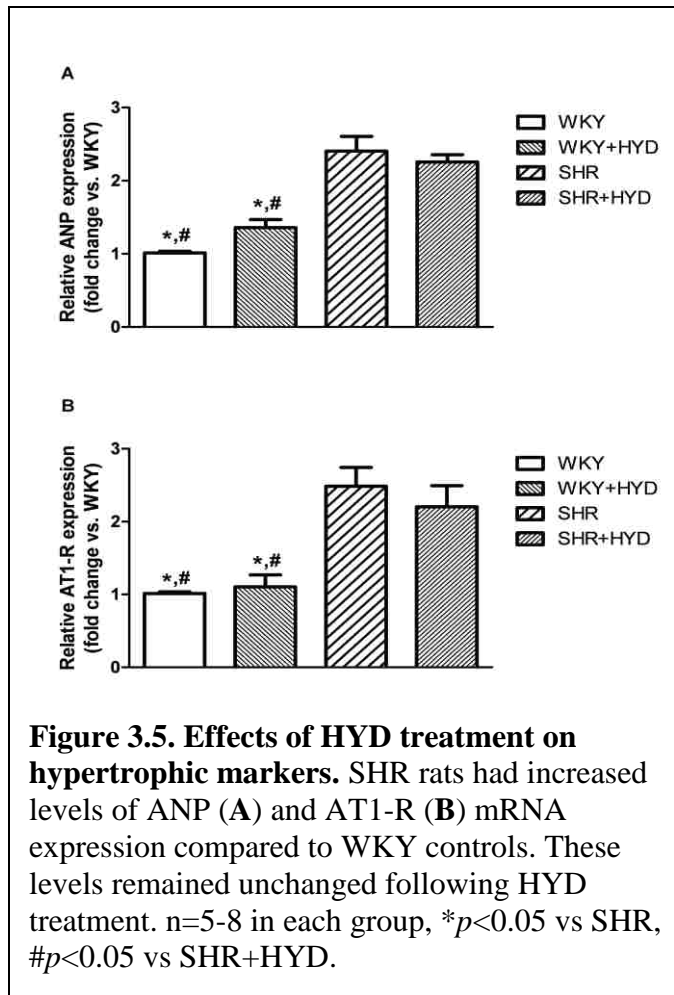 A
Relative ANP expression
(fold change vs. WKY)
3
2
1
0
*,#
*,#
WKY
WKY+HYD
SHR
SHR+HYD
B
Relative AT1-R expression
(fold change vs. WKY)
3
2
1
0
*,#
*,#
WKY
WKY+HYD
SHR
SHR+HYD
Figure 3.5. Effects of HYD treatment on
hypertrophic markers. SHR rats had increased
levels of ANP (A) and AT1-R (B) mRNA
expression compared to WKY controls. These
levels remained unchanged following HYD
treatment. n=5-8 in each group, *p<0.05 vs SHR,
#p<0.05 vs SHR+HYD.